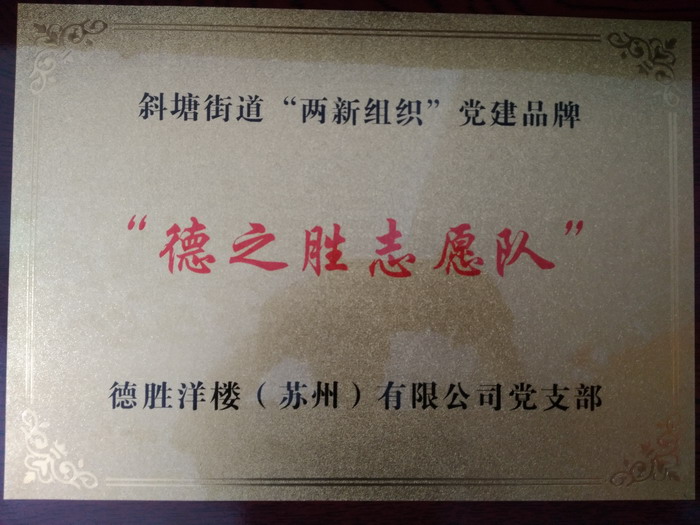 斜塘街道“两新组织”党建品牌
“德之胜志愿队”
德胜洋楼（苏州）有限公司党支部